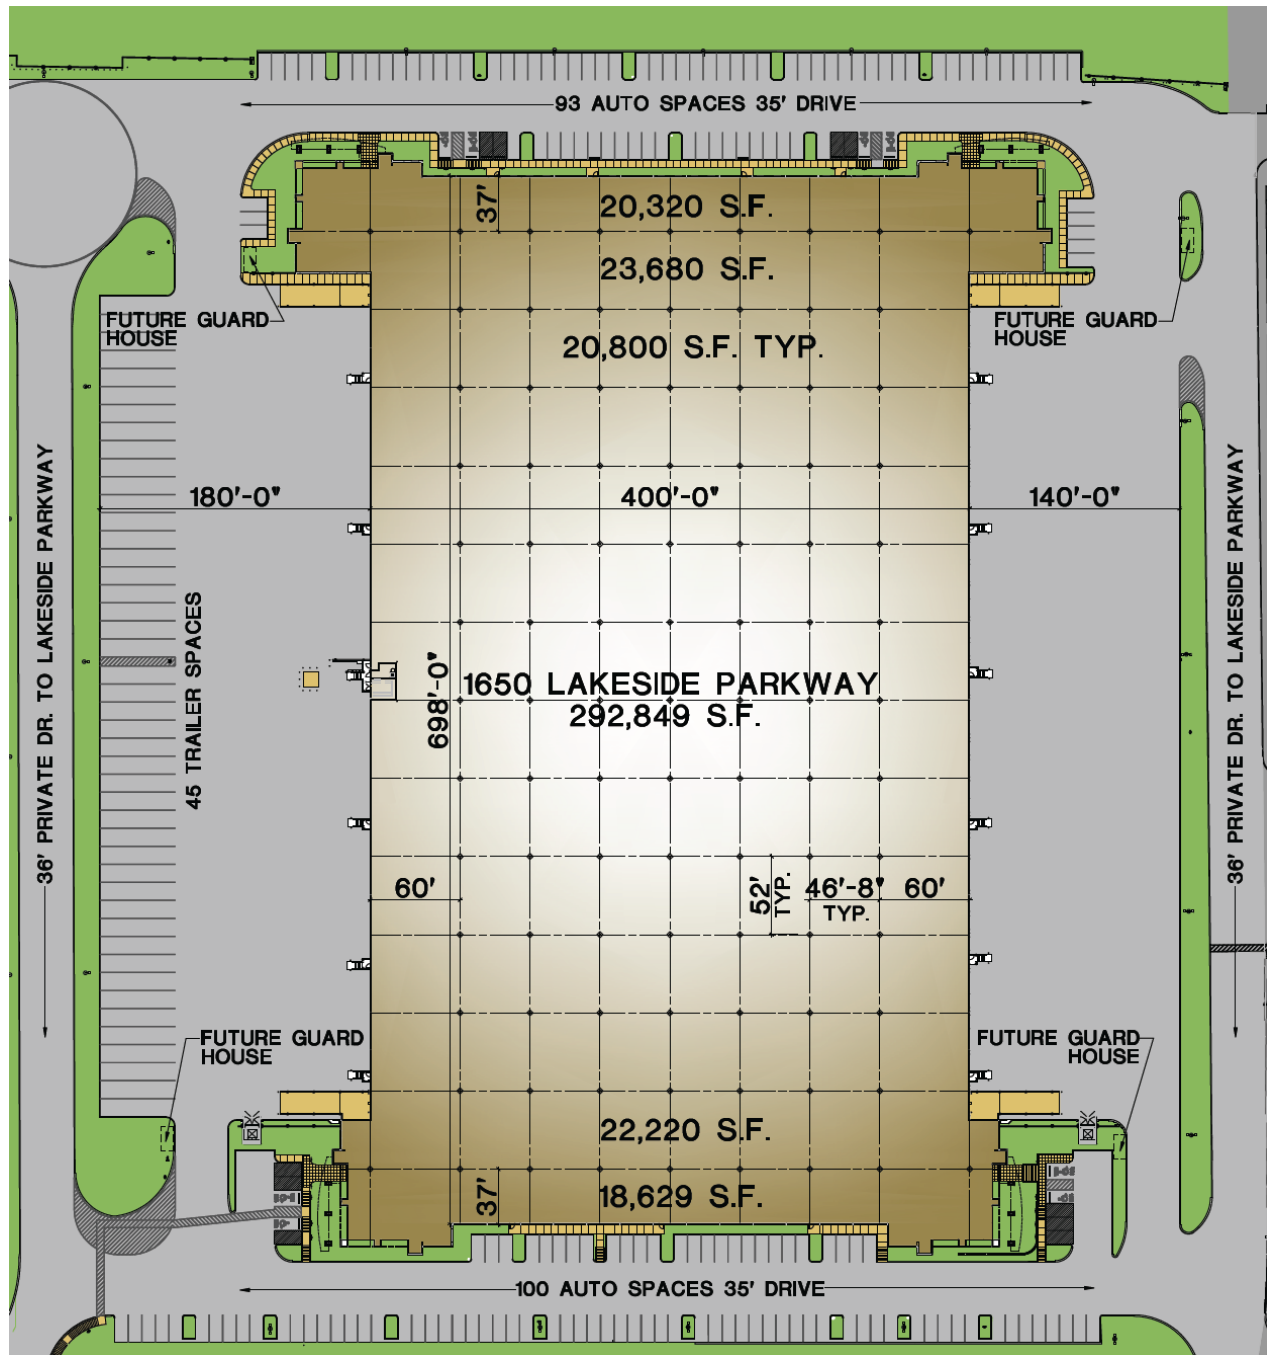 93 AUTO SPACES 35' DRIVE
37'
20,320 S.F.
23,680 S.F.
FUTURE GUARD
HOUSE
FUTURE GUARD
HOUSE
20,800 S.F. TYP.
180'-0"
400'-0"
140'-0"
36' PRIVATE DR. TO LAKESIDE PARKWAY
45 TRAILER SPACES
698'-0"
1650 LAKESIDE PARKWAY
292,849 S.F.
36' PRIVATE DR. TO LAKESIDE PARKWAY
60'
52'
TYP.
46'-8"
TYP.
60'
FUTURE GUARD
HOUSE
FUTURE GUARD
HOUSE
22,220 S.F.
37'
18,629 S.F.
100 AUTO SPACES 35' DRIVE